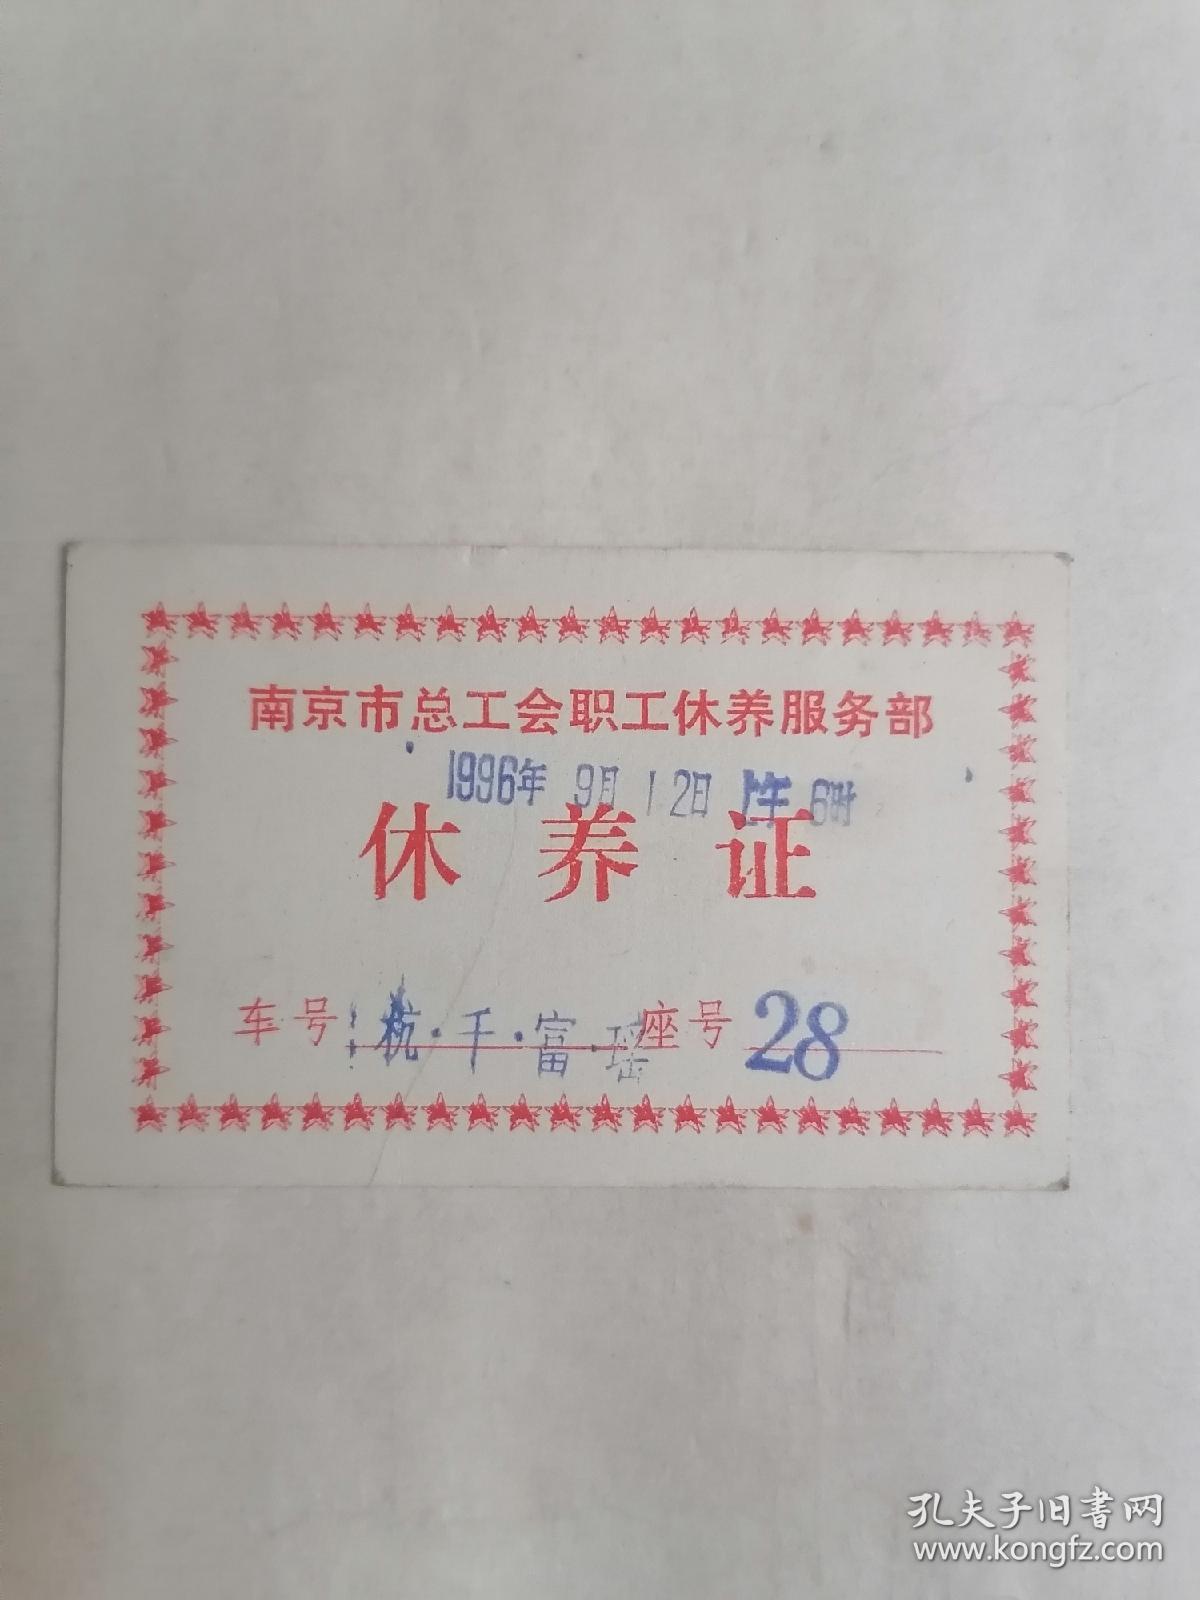 南京市总工会职工休养服务部
1996年 9月 12日 上午 6时
休养证
车号 杭·千·富·瑶 座号 28
孔夫子旧书网
www.kongfz.com